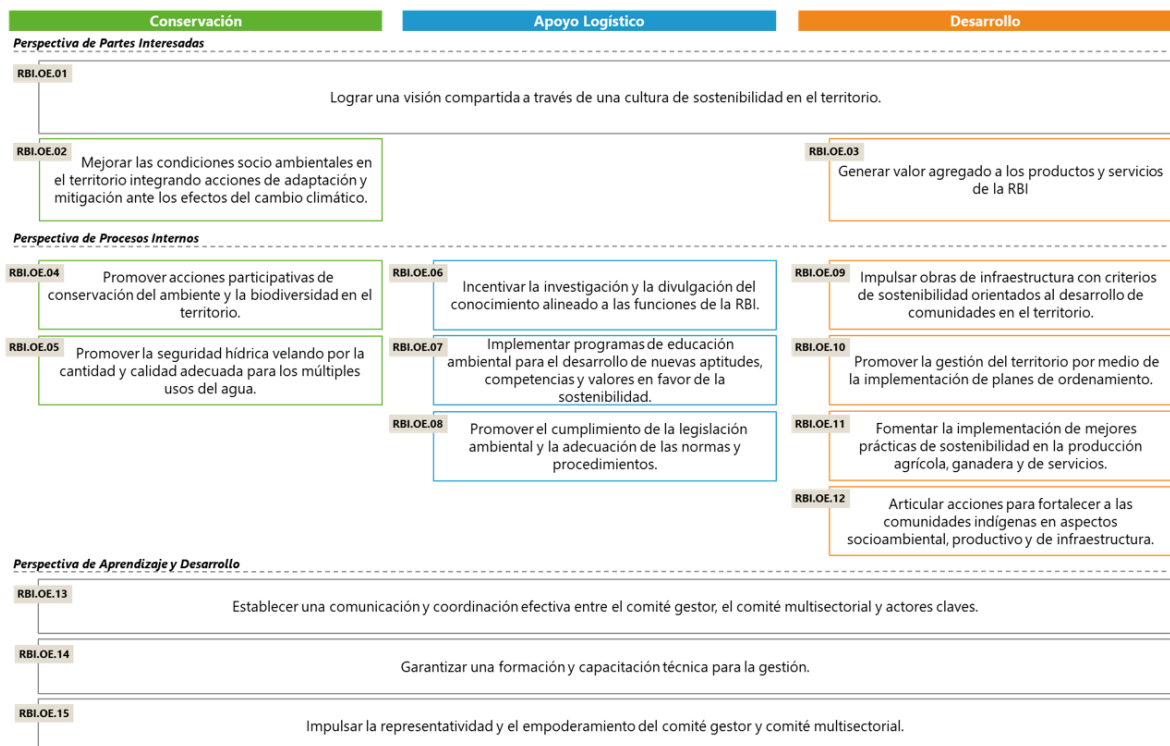 Conservación
Apoyo Logístico
Desarrollo
Perspectiva de Partes Interesadas
RBI.OE.01
Lograr una visión compartida a través de una cultura de sostenibilidad en el territorio.
RBI.OE.02
Mejorar las condiciones socio ambientales en
el territorio integrando acciones de adaptación y
mitigación ante los efectos del cambio climático.
RBI.OE.03
Generar valor agregado a los productos y servicios
de la RBI
Perspectiva de Procesos Internos
RBI.OE.04
Promover acciones participativas de
conservación del ambiente y la biodiversidad en el
territorio.
RBI.OE.05
Promover la seguridad hídrica velando por la
cantidad y calidad adecuada para los múltiples
usos del agua.
RBI.OE.06
Incentivar la investigación y la divulgación
del conocimiento alineado a las funciones de la RBI.
RBI.OE.07
Implementar programas de educación
ambiental para el desarrollo de nuevas aptitudes,
competencias y valores en favor de la
sostenibilidad.
RBI.OE.08
Promover el cumplimiento de la legislación
ambiental y la adecuación de las normas y
procedimientos.
RBI.OE.09
Impulsar obras de infraestructura con criterios
de sostenibilidad orientados al desarrollo de
comunidades en el territorio.
RBI.OE.10
Promover la gestión del territorio por medio de
la implementación de planes de ordenamiento.
RBI.OE.11
Fomentar la implementación de mejores
prácticas de sostenibilidad en la producción
agrícola, ganadera y de servicios.
RBI.OE.12
Articular acciones para fortalecer a las
comunidades indígenas en aspectos
socioambiental, productivo y de infraestructura.
Perspectiva de Aprendizaje y Desarrollo
RBI.OE.13
Establecer una comunicación y coordinación efectiva entre el comité gestor, el comité multisectorial y actores claves.
RBI.OE.14
Garantizar una formación y capacitación técnica para la gestión.
RBI.OE.15
Impulsar la representatividad y el empoderamiento del comité gestor y comité multisectorial.